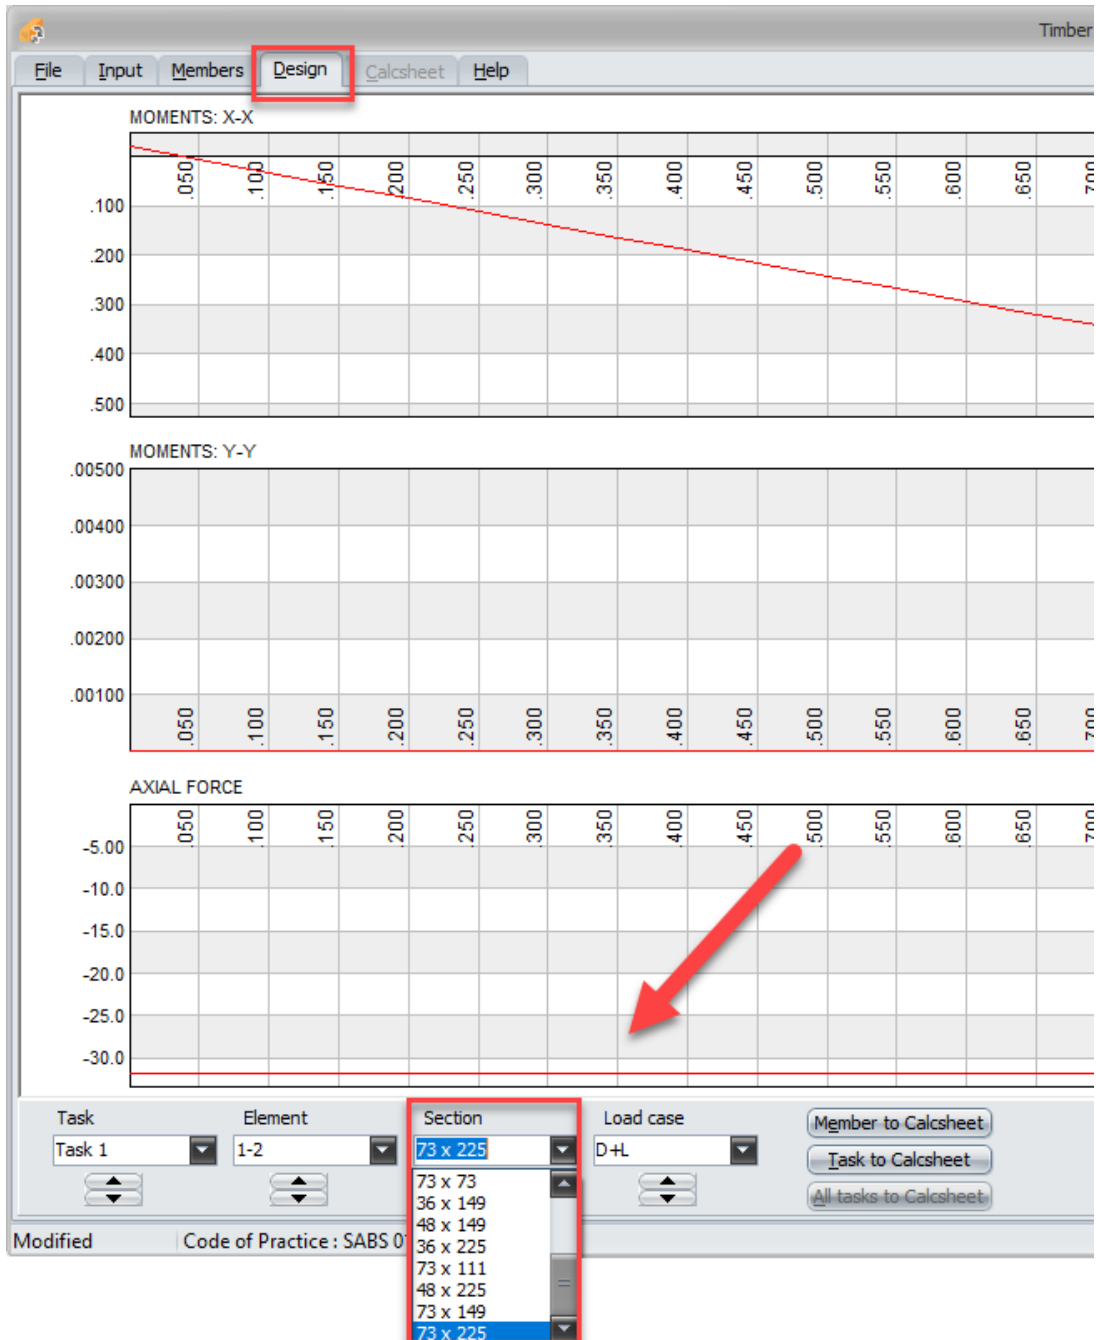 Timber
File Input Members Design Calcsheet Help
MOMENTS: X-X
.050 .100 .150 .200 .250 .300 .350 .400 .450 .500 .550 .600 .650 .700
.100
.200
.300
.400
.500
MOMENTS: Y-Y
.00500
.00400
.00300
.00200
.00100
.050 .100 .150 .200 .250 .300 .350 .400 .450 .500 .550 .600 .650 .700
AXIAL FORCE
.050 .100 .150 .200 .250 .300 .350 .400 .450 .500 .550 .600 .650 .700
-5.00
-10.0
-15.0
-20.0
-25.0
-30.0
Task Element Section Load case
Task 1 1-2 73 x 225 D+L
Member to Calcsheet
Task to Calcsheet
All tasks to Calcsheet
73 x 73
36 x 149
48 x 149
36 x 225
73 x 111
48 x 225
73 x 149
73 x 225
Modified Code of Practice : SABS